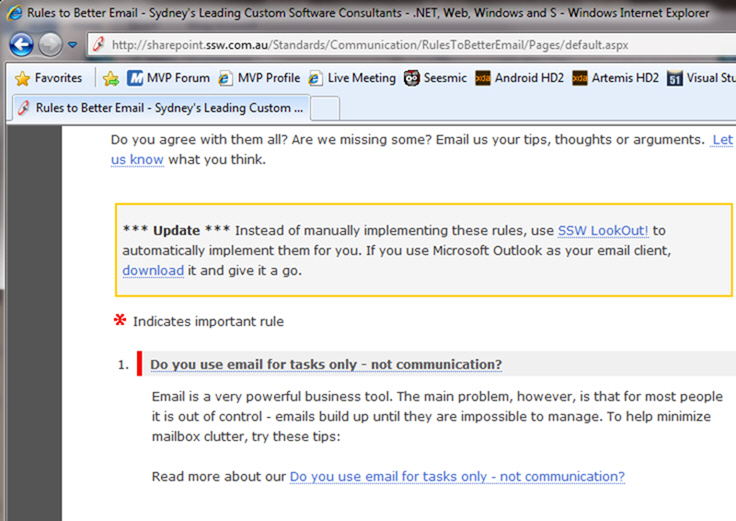 Rules to Better Email - Sydney's Leading Custom Software Consultants - .NET, Web, Windows and S - Windows Internet Explorer
http://sharepoint.ssw.com.au/Standards/Communication/RulesToBetterEmail/Pages/default.aspx
Favorites MVP Forum MVP Profile Live Meeting Seesmic xda Android HD2 xda Artemis HD2 51 Visual Stu
Rules to Better Email - Sydney's Leading Custom ...
Do you agree with them all? Are we missing some? Email us your tips, thoughts or arguments. Let
us know what you think.
*** Update *** Instead of manually implementing these rules, use SSW LookOut! to
automatically implement them for you. If you use Microsoft Outlook as your email client,
download it and give it a go.
* Indicates important rule
1. Do you use email for tasks only - not communication?
Email is a very powerful business tool. The main problem, however, is that for most people
it is out of control - emails build up until they are impossible to manage. To help minimize
mailbox clutter, try these tips:
Read more about our Do you use email for tasks only - not communication?